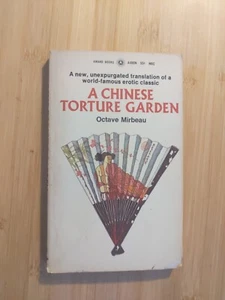 A new, unexpurgated translation of a
world-famous erotic classic
A CHINESE
TORTURE GARDEN
Octave Mirbeau